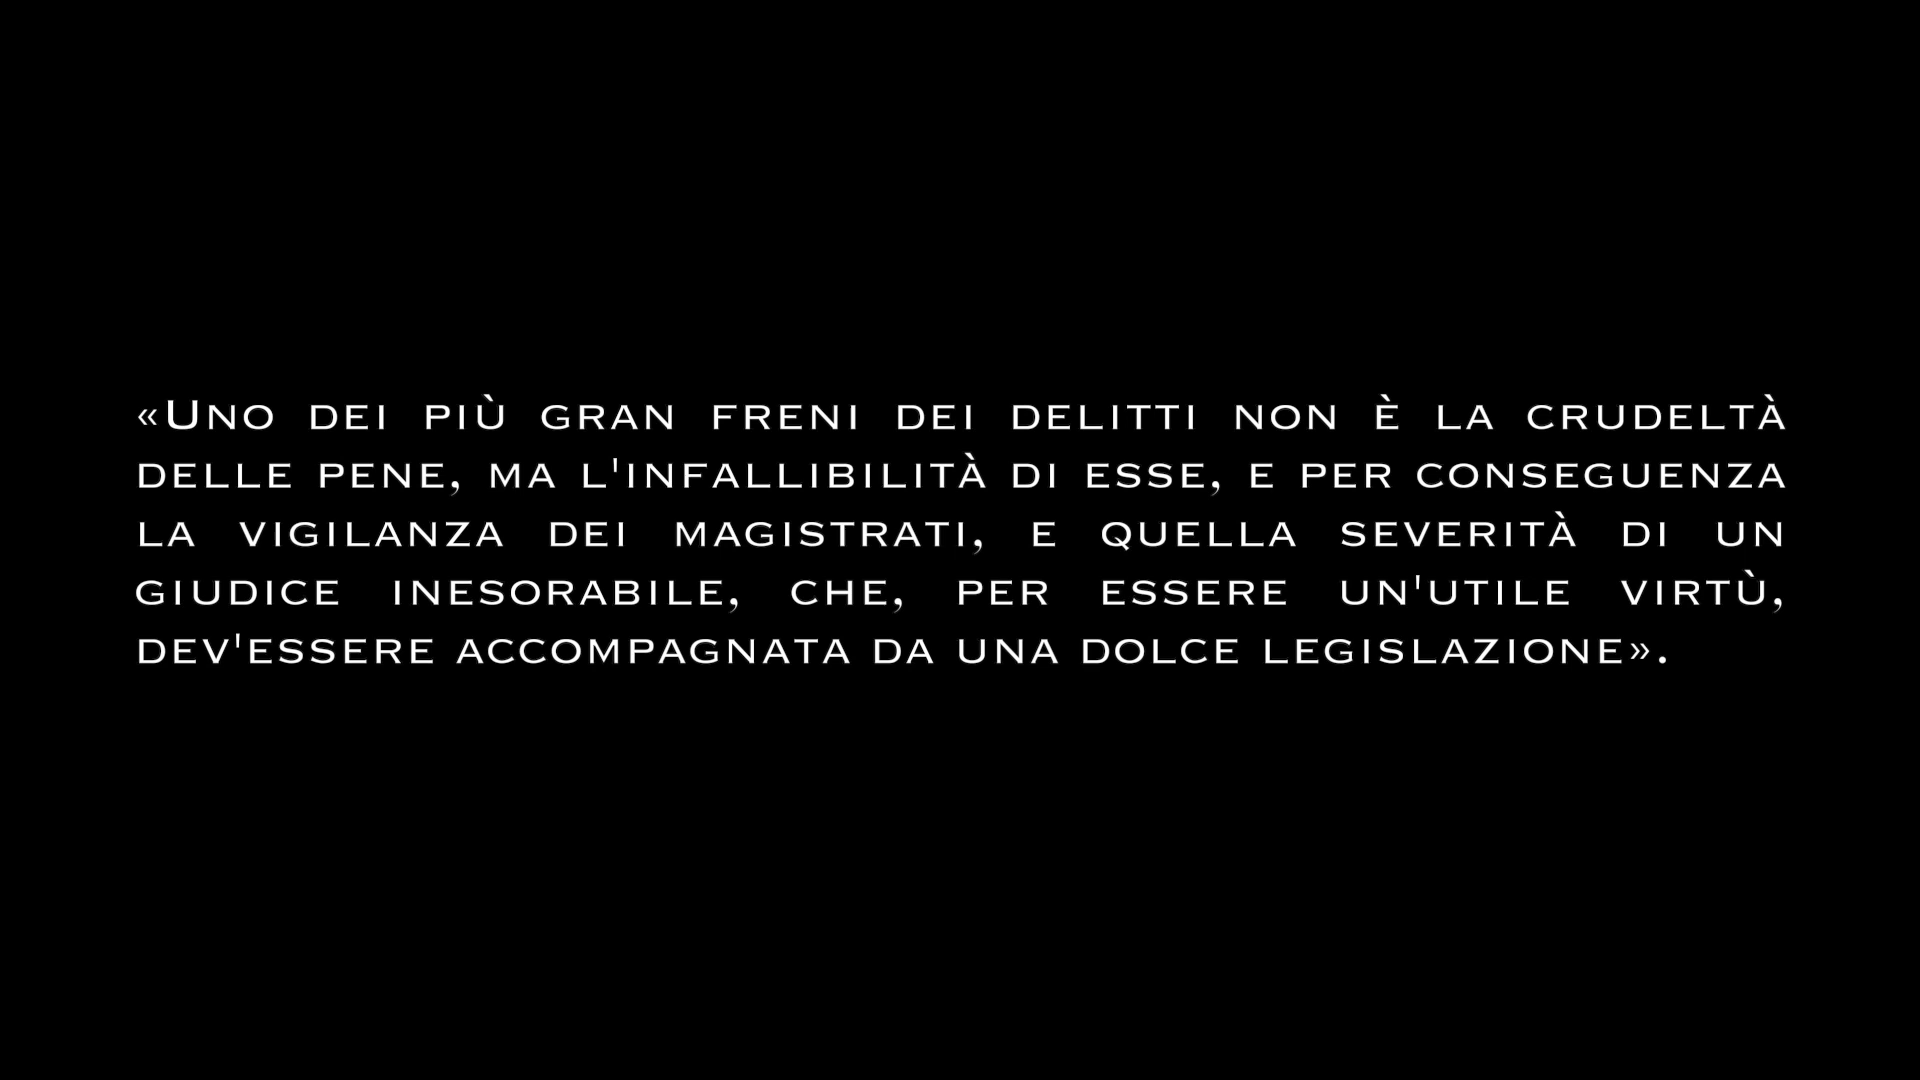 «Uno dei più gran freni dei delitti non è la crudeltà
delle pene, ma l'infallibilità di esse, e per conseguenza
la vigilanza dei magistrati, e quella severità di un
giudice inesorabile, che, per essere un'utile virtù,
dev'essere accompagnata da una dolce legislazione».